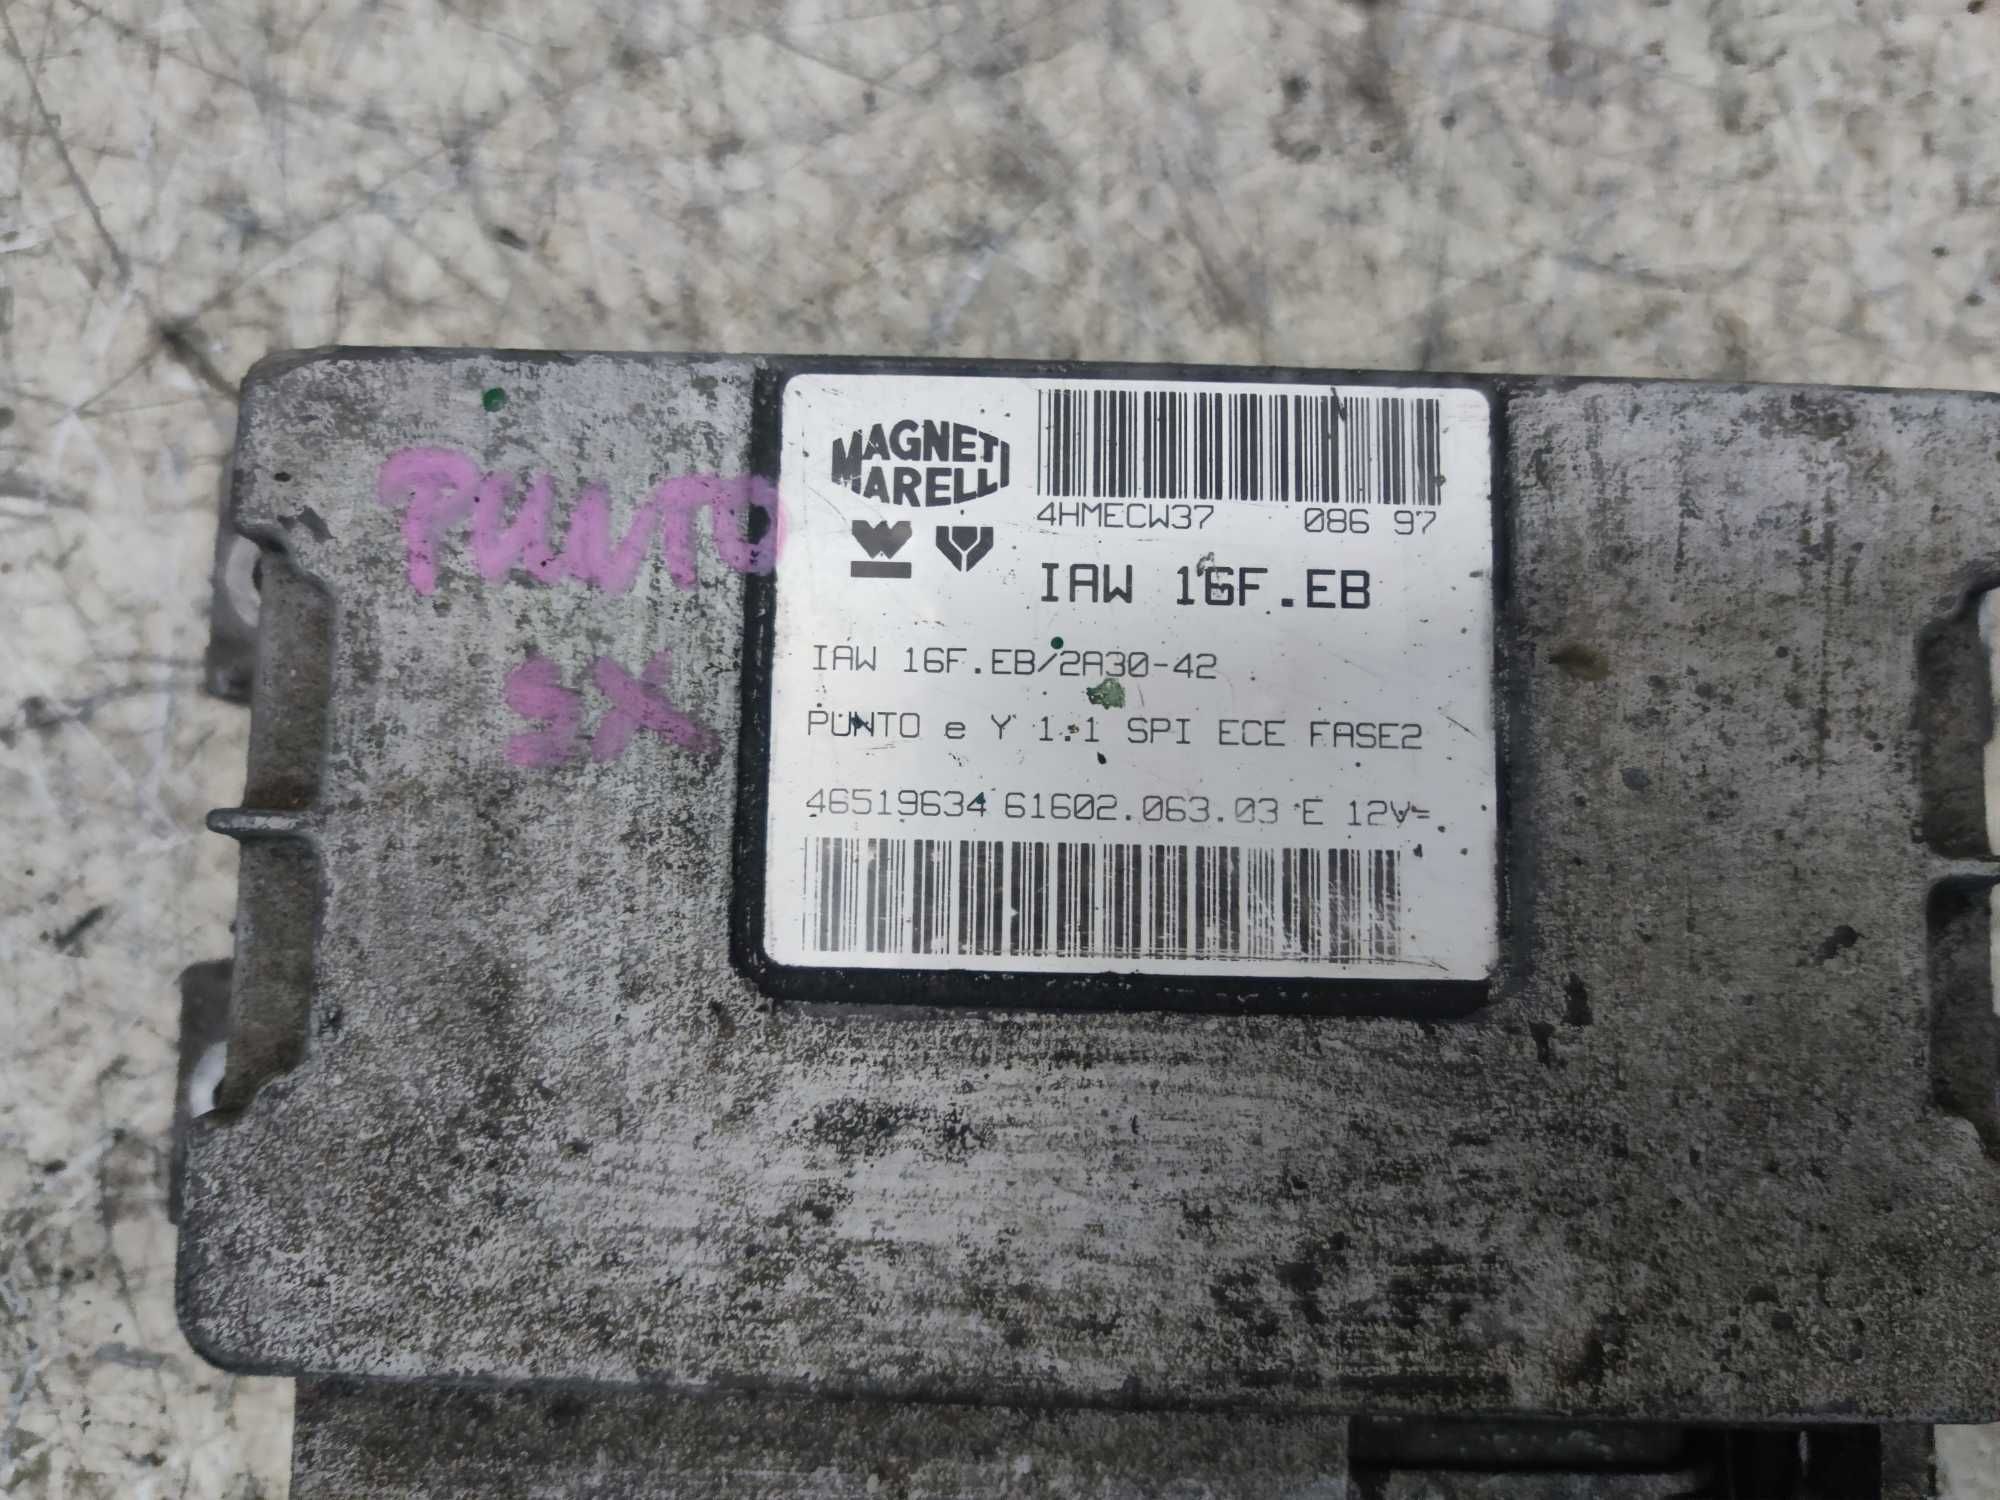 PUNTO
SX
MAGNETI
MARELLI
4HMECW37 086 97
IAW 16F.EB
IAW 16F.EB/2A30-42
PUNTO e Y 1.1 SPI ECE FASE2
46519634 61602.063.03 E 12V=